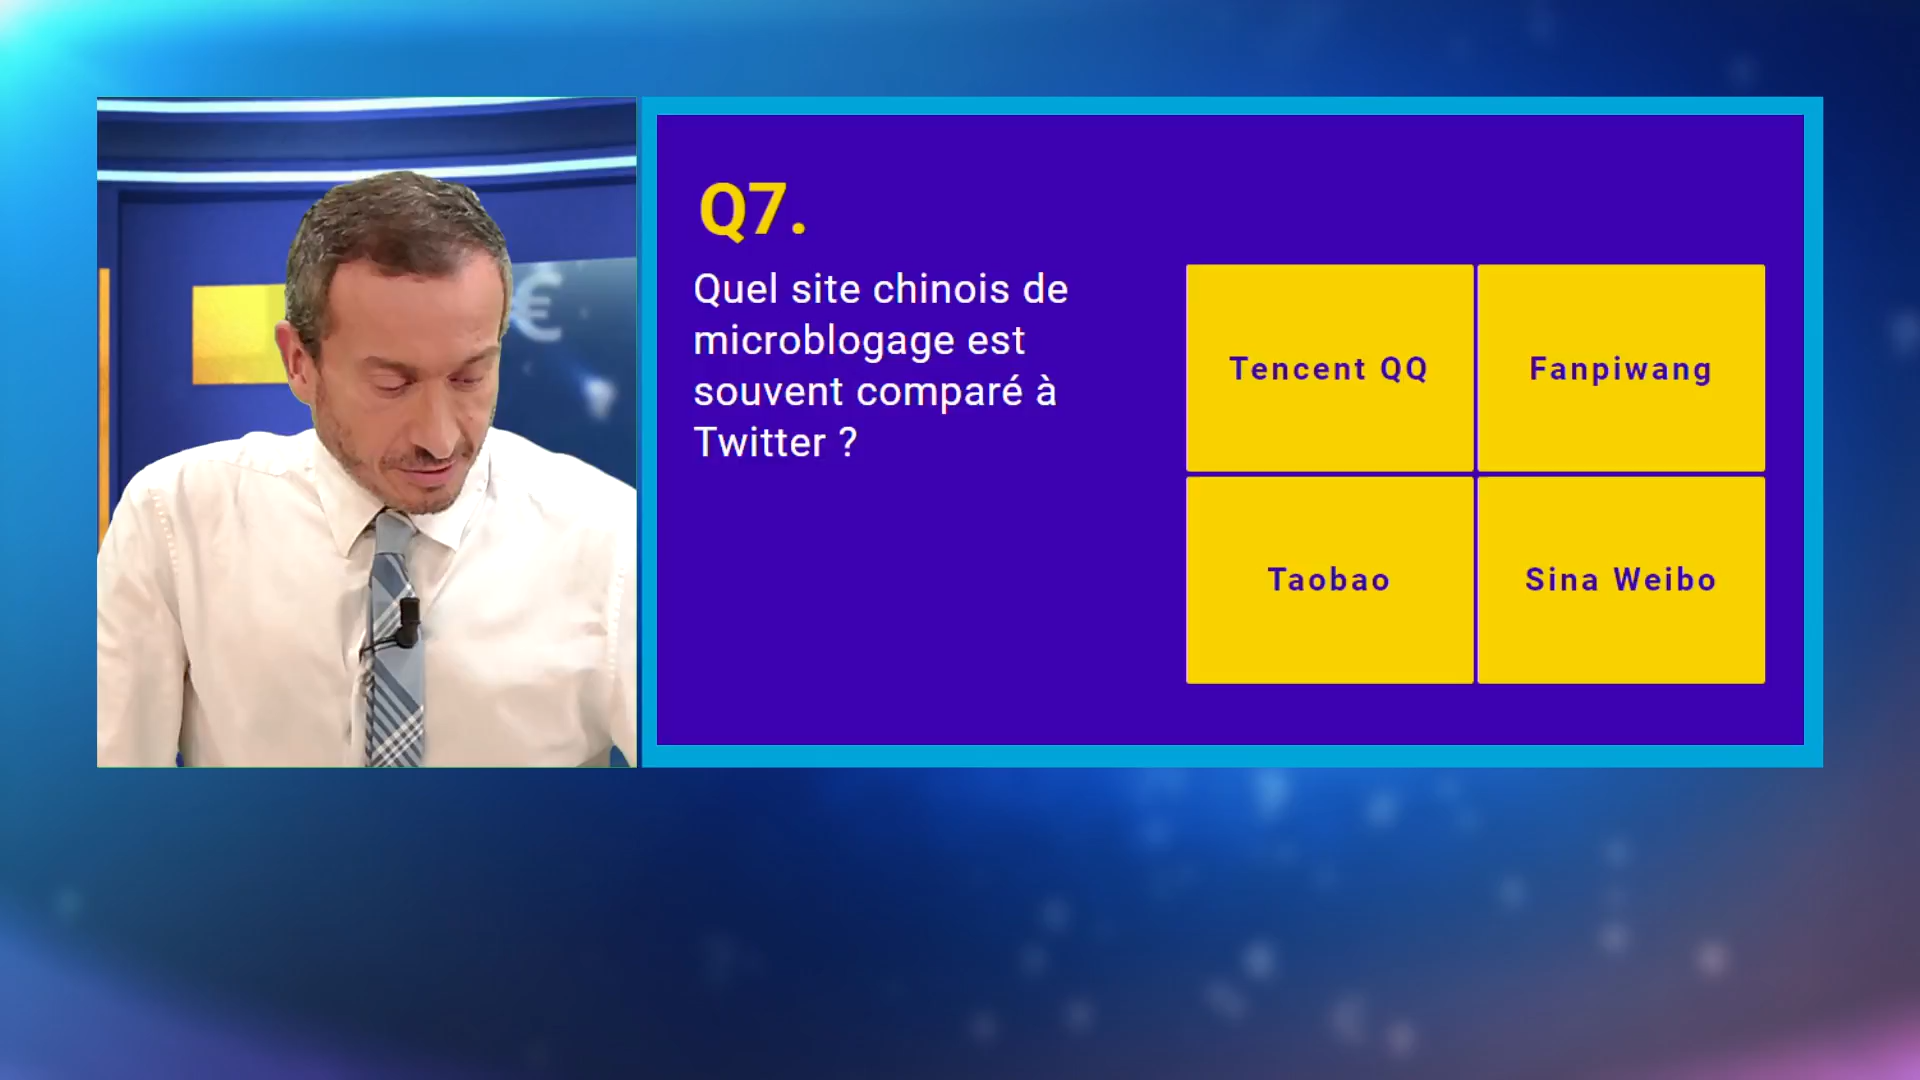 €
Q7.
Quel site chinois de
microblogage est
souvent comparé à
Twitter ?
Tencent QQ
Fanpiwang
Taobao
Sina Weibo